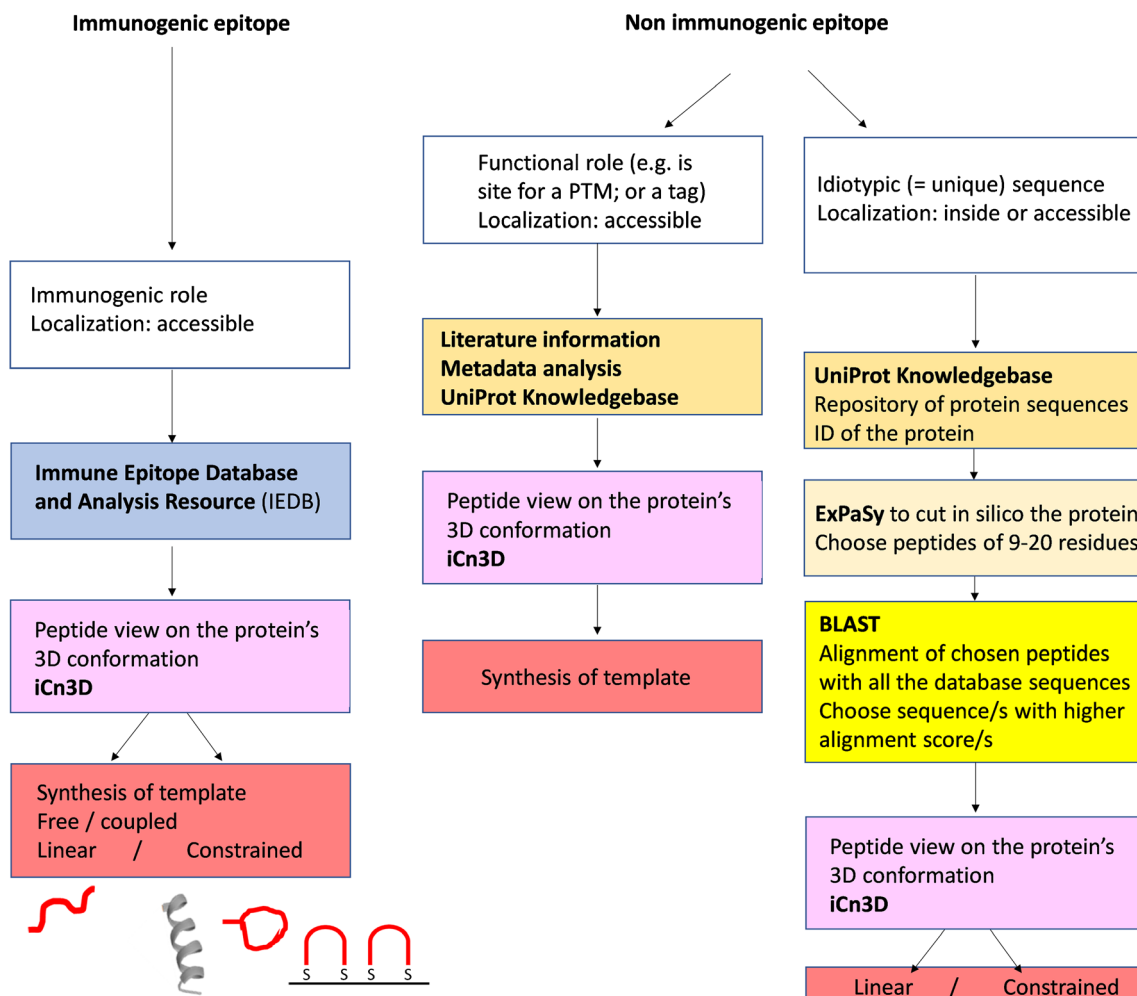 Immunogenic epitope
Immunogenic role
Localization: accessible
Immune Epitope Database
and Analysis Resource (IEDB)
Peptide view on the protein's
3D conformation
iCn3D
Synthesis of template
Free / coupled
Linear / Constrained
S S S S
Non immunogenic epitope
Functional role (e.g. is
site for a PTM; or a tag)
Localization: accessible
Literature information
Metadata analysis
UniProt Knowledgebase
Peptide view on the protein's
3D conformation
iCn3D
Synthesis of template
Idiotypic (= unique) sequence
Localization: inside or accessible
UniProt Knowledgebase
Repository of protein sequences
ID of the protein
ExPaSy to cut in silico the protein
Choose peptides of 9-20 residues
BLAST
Alignment of chosen peptides
with all the database sequences
Choose sequence/s with higher
alignment score/s
Peptide view on the protein's
3D conformation
iCn3D
Linear / Constrained